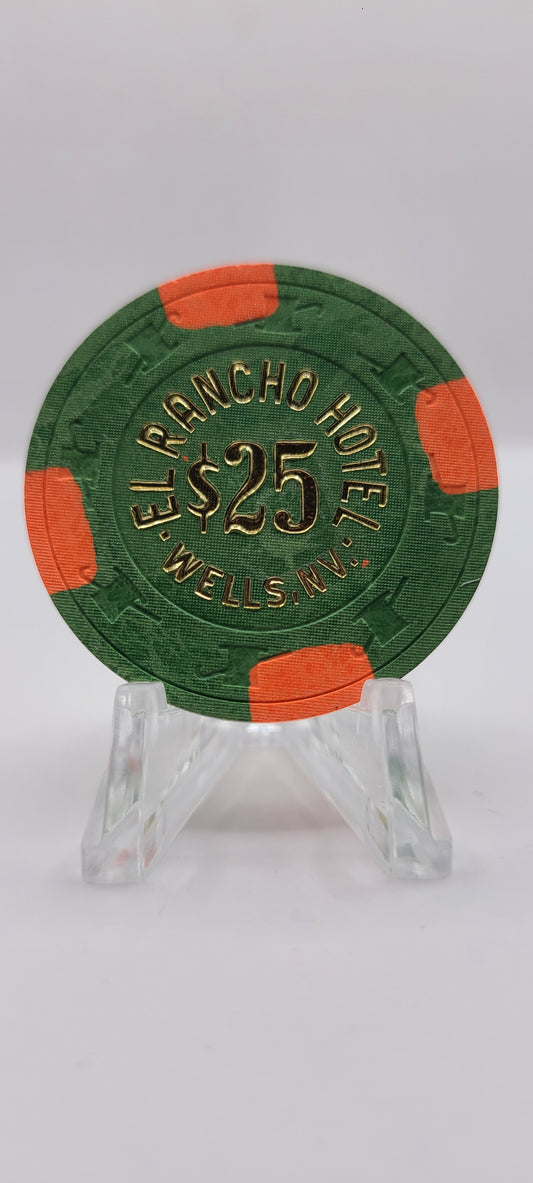 · EL RANCHO HOTEL ·
$25
WELLS, NV.